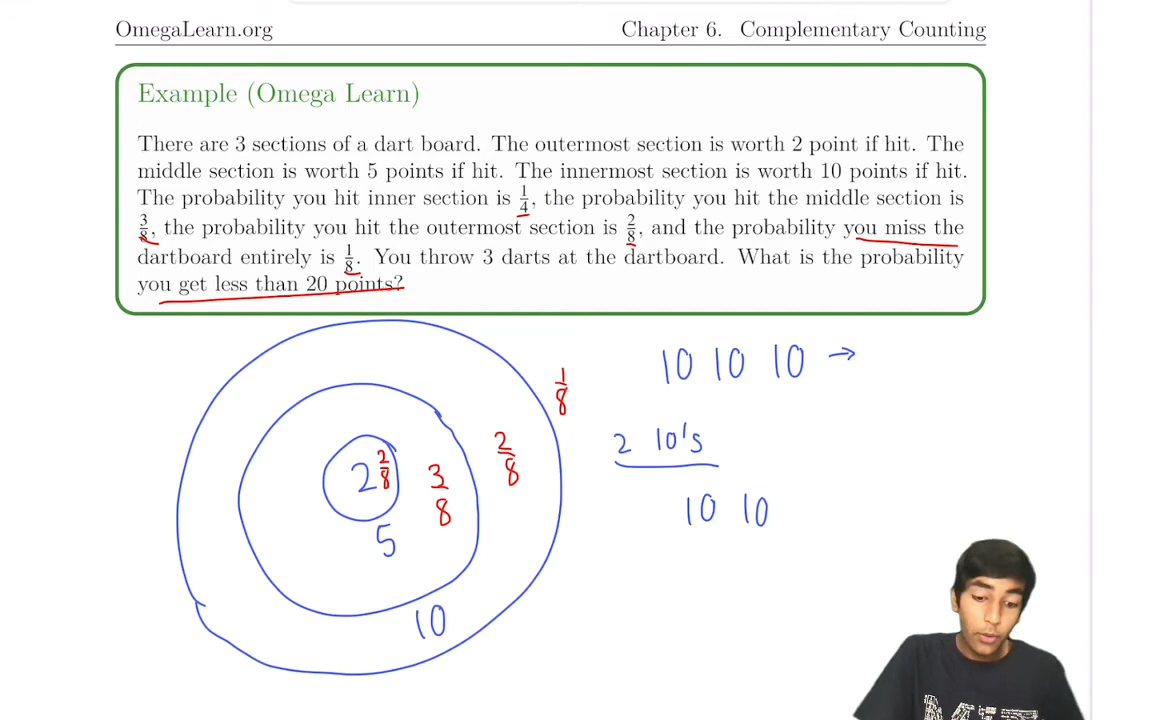 OmegaLearn.org Chapter 6. Complementary Counting
Example (Omega Learn)
There are 3 sections of a dart board. The outermost section is worth 2 point if hit. The
middle section is worth 5 points if hit. The innermost section is worth 10 points if hit.
The probability you hit inner section is 1/4, the probability you hit the middle section is
3/8, the probability you hit the outermost section is 2/8, and the probability you miss the
dartboard entirely is 1/8. You throw 3 darts at the dartboard. What is the probability
you get less than 20 points?
10 10 10 →
1/8
2 10's
2 2/8 3/8 2/8
10 10
5
10